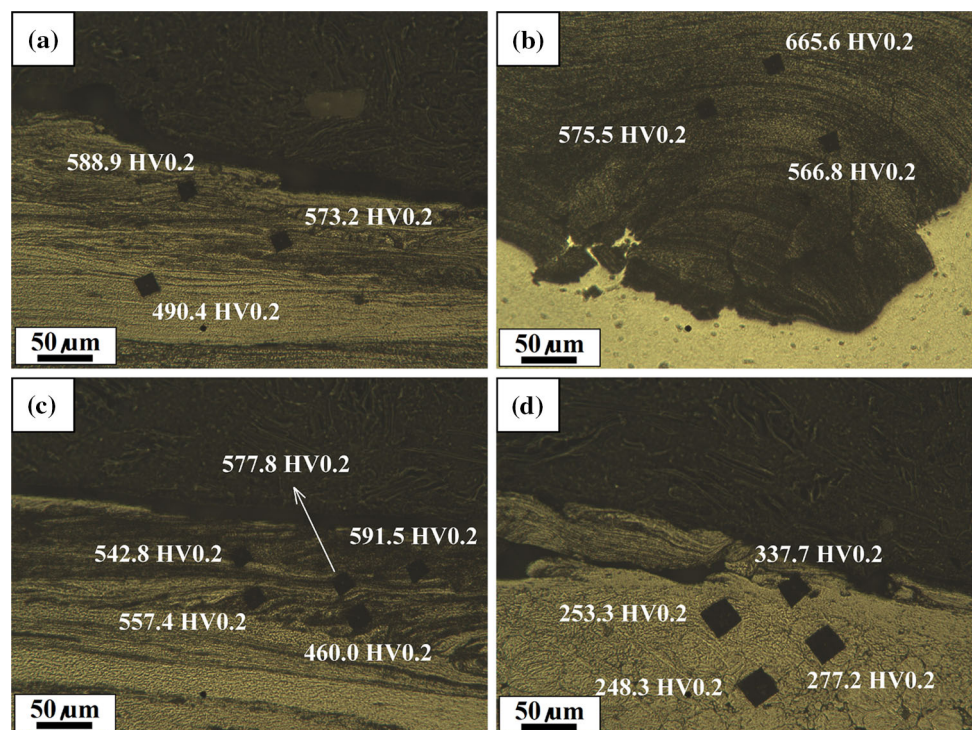 (a)
588.9 HV0.2
573.2 HV0.2
490.4 HV0.2
50 μm
(b)
665.6 HV0.2
575.5 HV0.2
566.8 HV0.2
50 μm
(c)
577.8 HV0.2
591.5 HV0.2
542.8 HV0.2
557.4 HV0.2
460.0 HV0.2
50 μm
(d)
337.7 HV0.2
253.3 HV0.2
248.3 HV0.2
277.2 HV0.2
50 μm